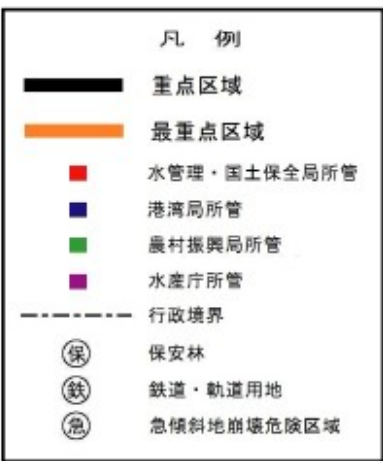 凡 例
重点区域
最重点区域
水管理・国土保全局所管
港湾局所管
農村振興局所管
水産庁所管
行政境界
保 保安林
鉄 鉄道・軌道用地
急 急傾斜地崩壊危険区域